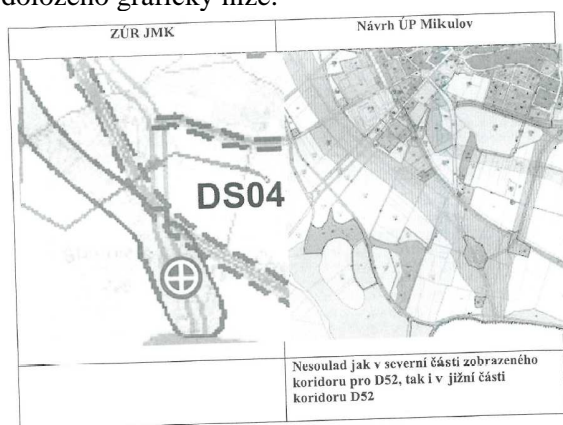 doloženo graficky níže.
ZÚR JMK
Návrh ÚP Mikulov
DS04
Nesoulad jak v severní části zobrazeného
koridoru pro D52, tak i v jižní části
koridoru D52